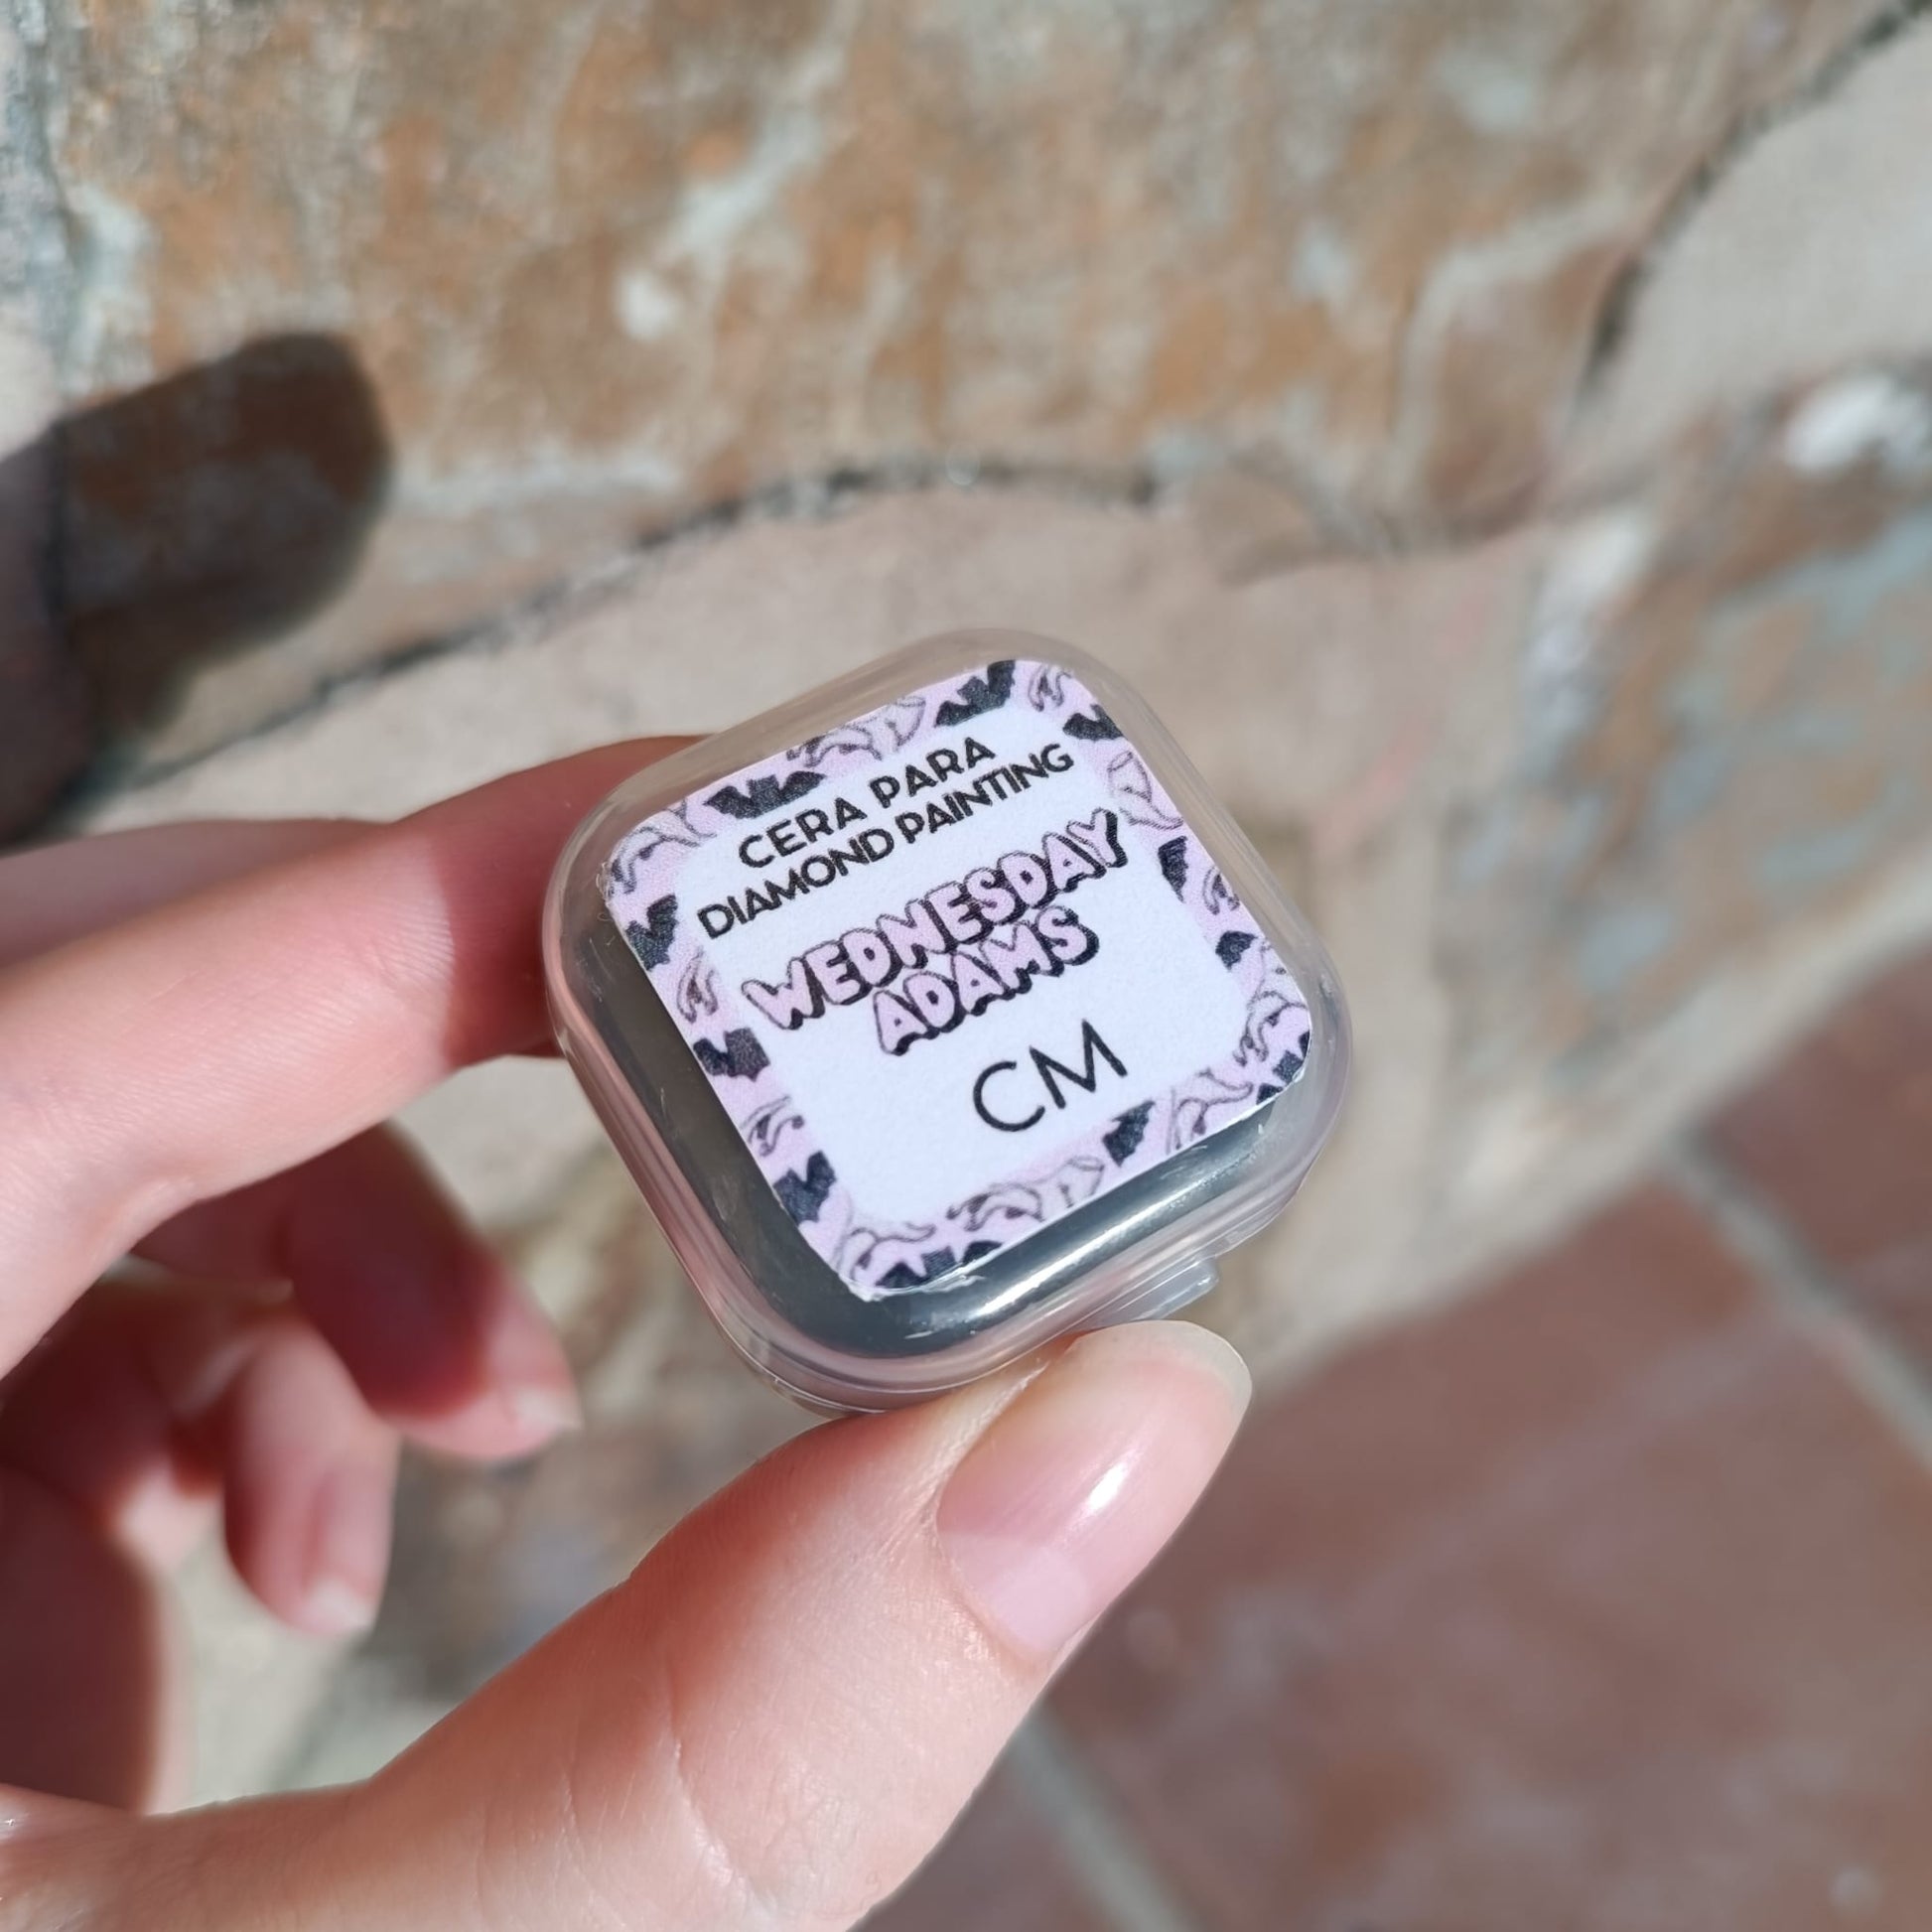 CERA PARA
DIAMOND PAINTING
WEDNESDAY
ADAMS
CM